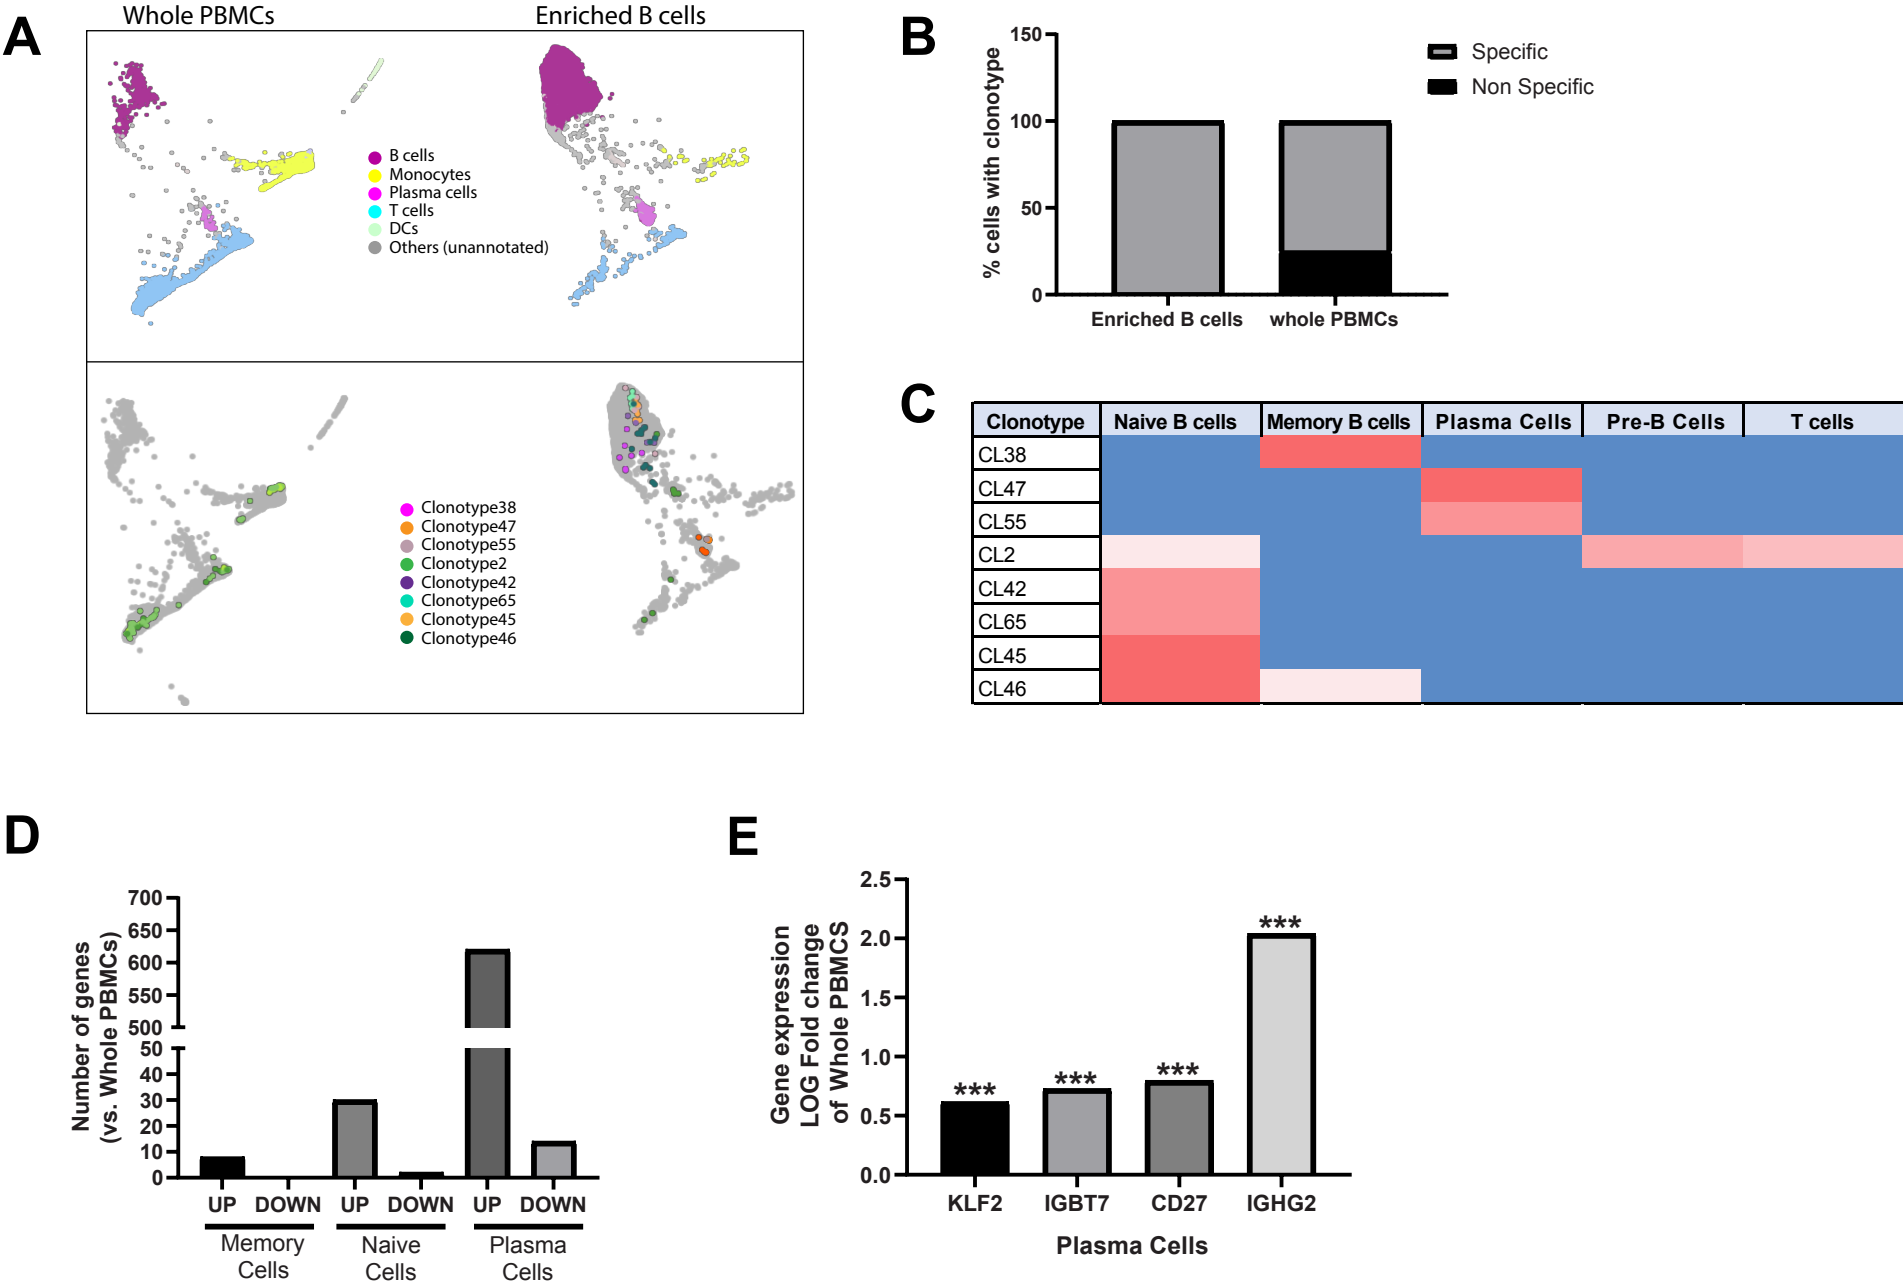 A
Whole PBMCs
Enriched B cells
B cells
Monocytes
Plasma cells
T cells
DCs
Others (unannotated)
Clonotype38
Clonotype47
Clonotype55
Clonotype2
Clonotype42
Clonotype65
Clonotype45
Clonotype46
B
% cells with clonotype
150
100
50
0
Enriched B cells
whole PBMCs
Specific
Non Specific
C
Clonotype Naive B cells Memory B cells Plasma Cells Pre-B Cells T cells
CL38
CL47
CL55
CL2
CL42
CL65
CL45
CL46
D
Number of genes
(vs. Whole PBMCs)
700
650
600
550
500
50
40
30
20
10
0
UP DOWN UP DOWN UP DOWN
Memory Cells
Naive Cells
Plasma Cells
E
Gene expression
LOG Fold change
of Whole PBMCS
2.5
2.0
1.5
1.0
0.5
0.0
***
***
***
***
KLF2 IGBT7 CD27 IGHG2
Plasma Cells